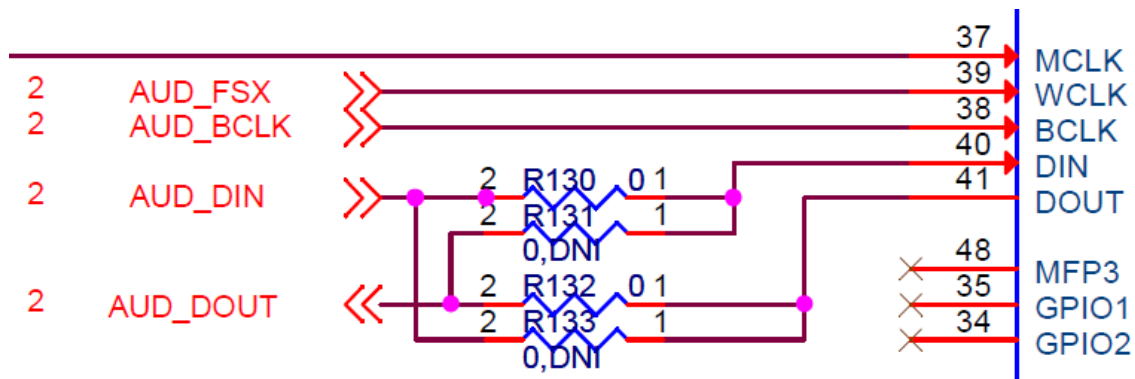 37 MCLK
2 AUD_FSX 39 WCLK
2 AUD_BCLK 38 BCLK
40 DIN
2 AUD_DIN 2 R130 0 1 41 DOUT
2 R131 1
0,DNI
48 MFP3
2 AUD_DOUT 2 R132 0 1 35 GPIO1
2 R133 1 34 GPIO2
0,DNI